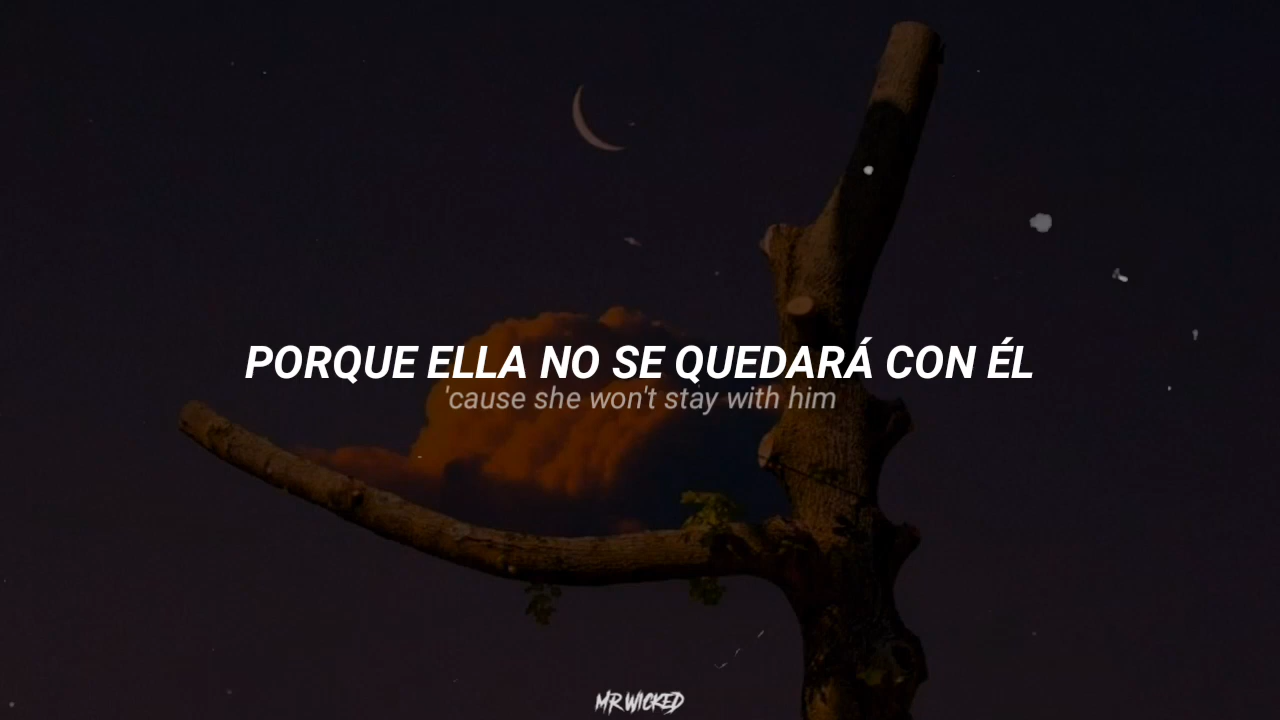 PORQUE ELLA NO SE QUEDARÁ CON ÉL
'cause she won't stay with him
MR WICKED